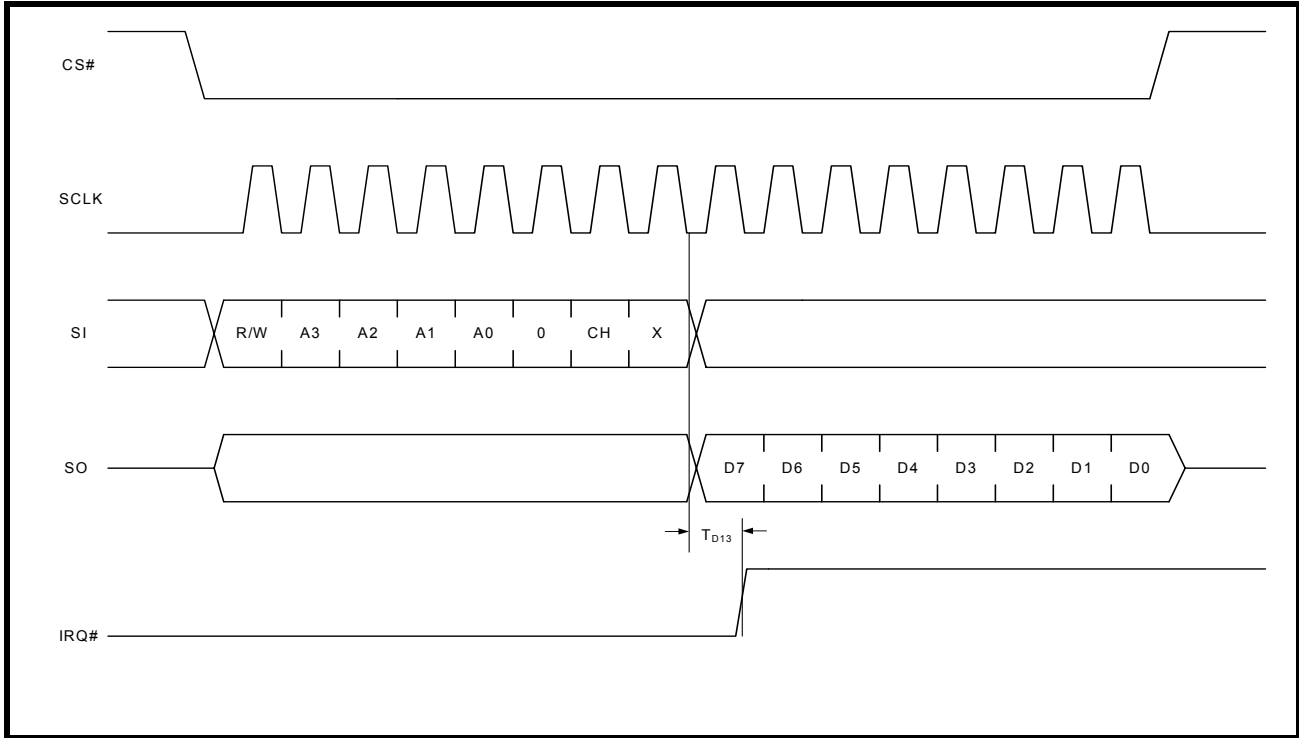 CS#
SCLK
SI R/W A3 A2 A1 A0 0 CH X
SO D7 D6 D5 D4 D3 D2 D1 D0
TD13
IRQ#